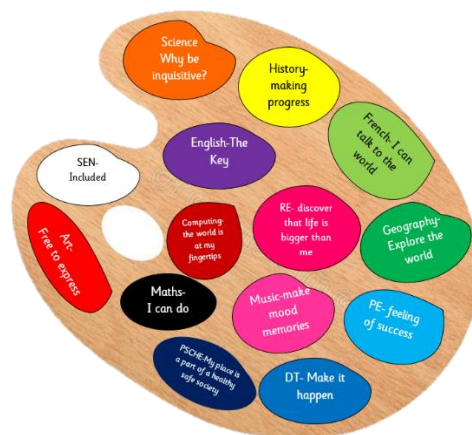 Science
Why be
inquisitive?
History-
making
progress
French- I can
talk to the
world
English-The
Key
SEN-
Included
Art-
Free to express
Computing-
the world is
at my
fingertips
RE- discover
that life is
bigger than
me
Geography-
Explore the
world
Maths-
I can do
Music-make
mood
memories
PE- feeling
of success
PSCHE-My place is
a part of a healthy
safe society
DT- Make it
happen